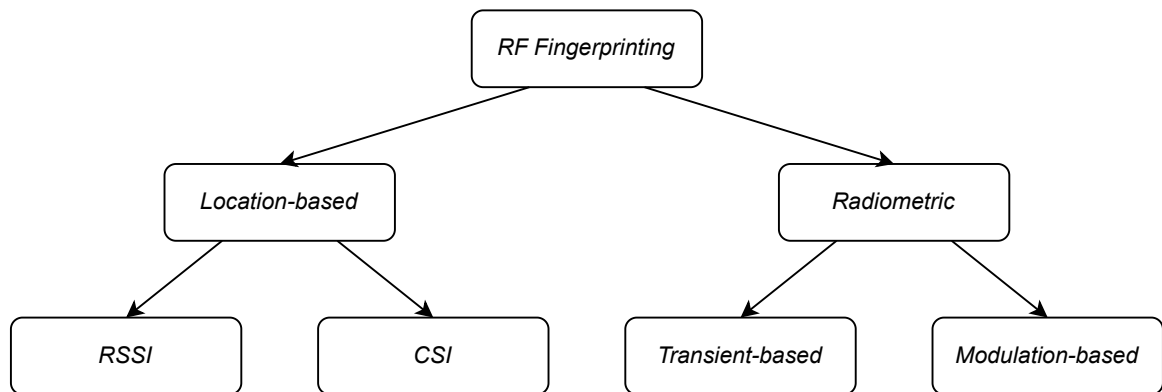 RF Fingerprinting
Location-based
Radiometric
RSSI
CSI
Transient-based
Modulation-based